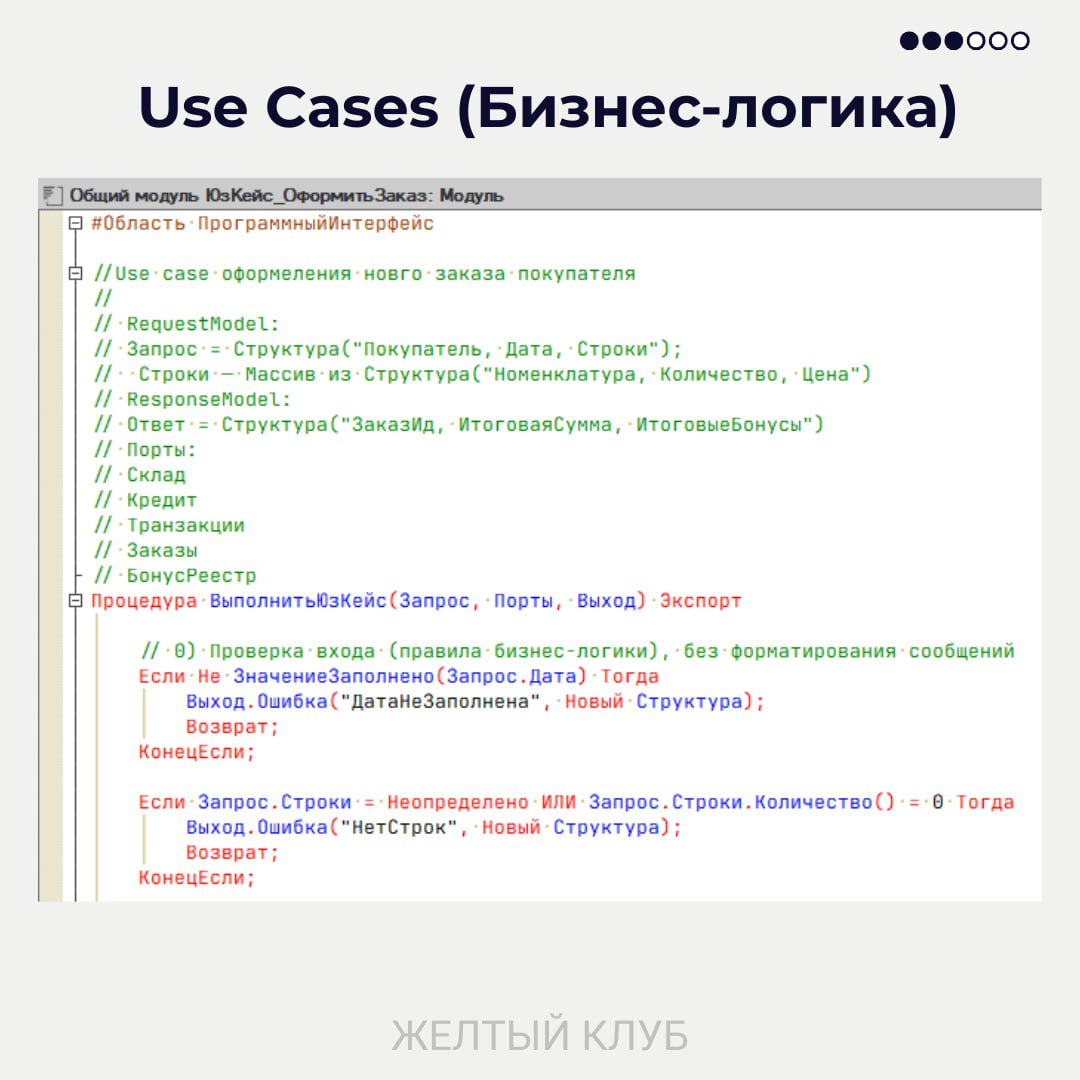 Use Cases (Бизнес-логика)
Общий модуль ЮзКейс_ОформитьЗаказ: Модуль
#Область ПрограммныйИнтерфейс
//Use case оформеления новго заказа покупателя
//
// RequestModel:
// Запрос = Структура("Покупатель, Дата, Строки");
//  Строки — Массив из Структура("Номенклатура, Количество, Цена")
// ResponseModel:
// Ответ = Структура("ЗаказИд, ИтоговаяСумма, ИтоговыеБонусы")
// Порты:
// Склад
// Кредит
// Транзакции
// Заказы
// БонусРеестр
Процедура ВыполнитьЮзКейс(Запрос, Порты, Выход) Экспорт
// 0) Проверка входа (правила бизнес-логики), без форматирования сообщений
Если Не ЗначениеЗаполнено(Запрос.Дата) Тогда
Выход.Ошибка("ДатаНеЗаполнена", Новый Структура);
Возврат;
КонецЕсли;
Если Запрос.Строки = Неопределено ИЛИ Запрос.Строки.Количество() = 0 Тогда
Выход.Ошибка("НетСтрок", Новый Структура);
Возврат;
КонецЕсли;
ЖЕЛТЫЙ КЛУБ